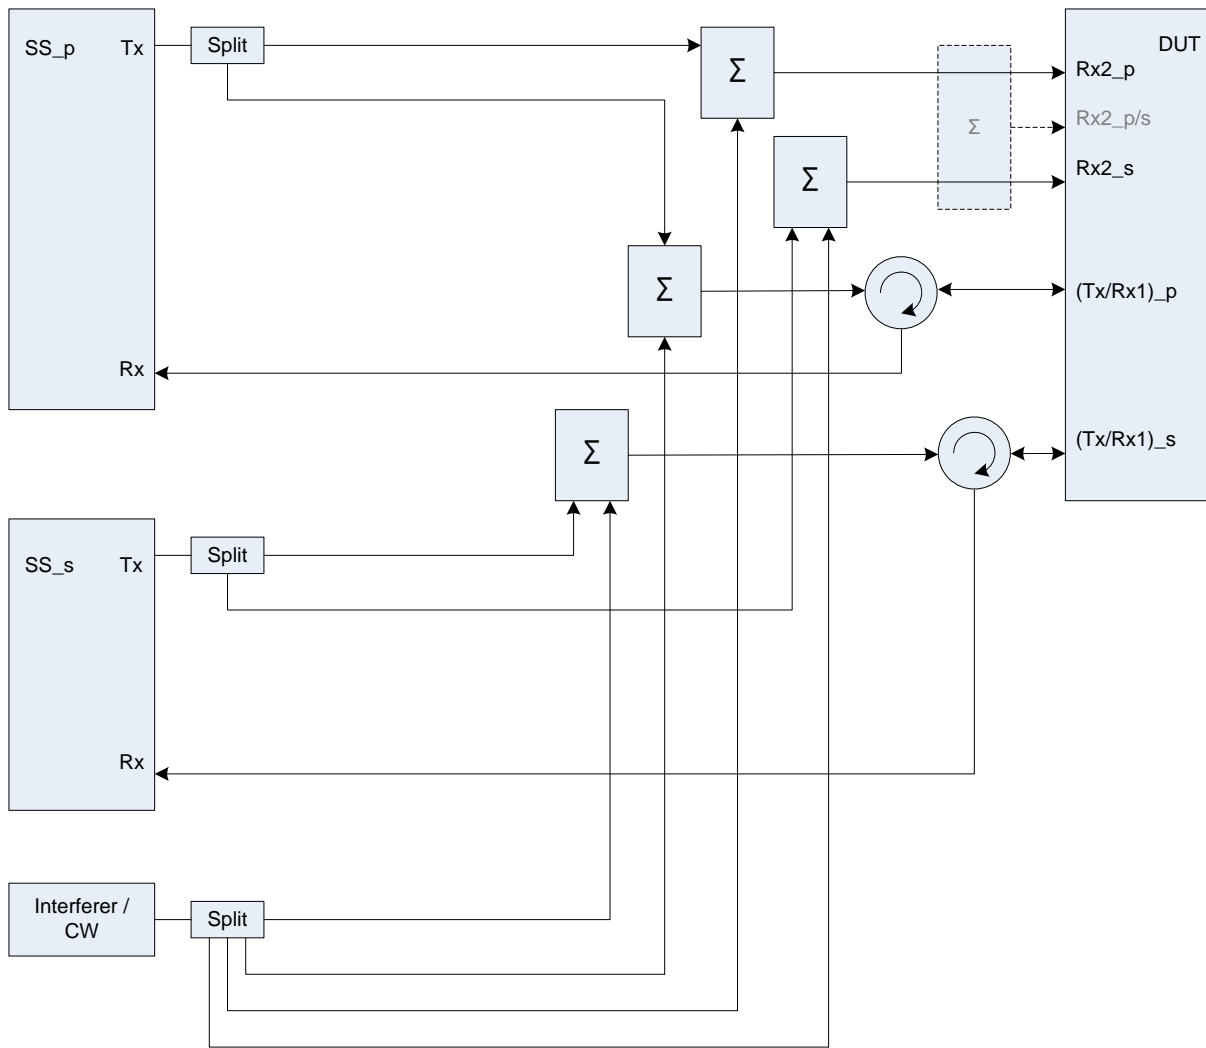 SS_p
Tx
Split
Σ
DUT
Rx2_p
Σ
Rx2_p/s
Σ
Rx2_s
Σ
(Tx/Rx1)_p
Rx
Σ
(Tx/Rx1)_s
SS_s
Tx
Split
Rx
Interferer /
CW
Split